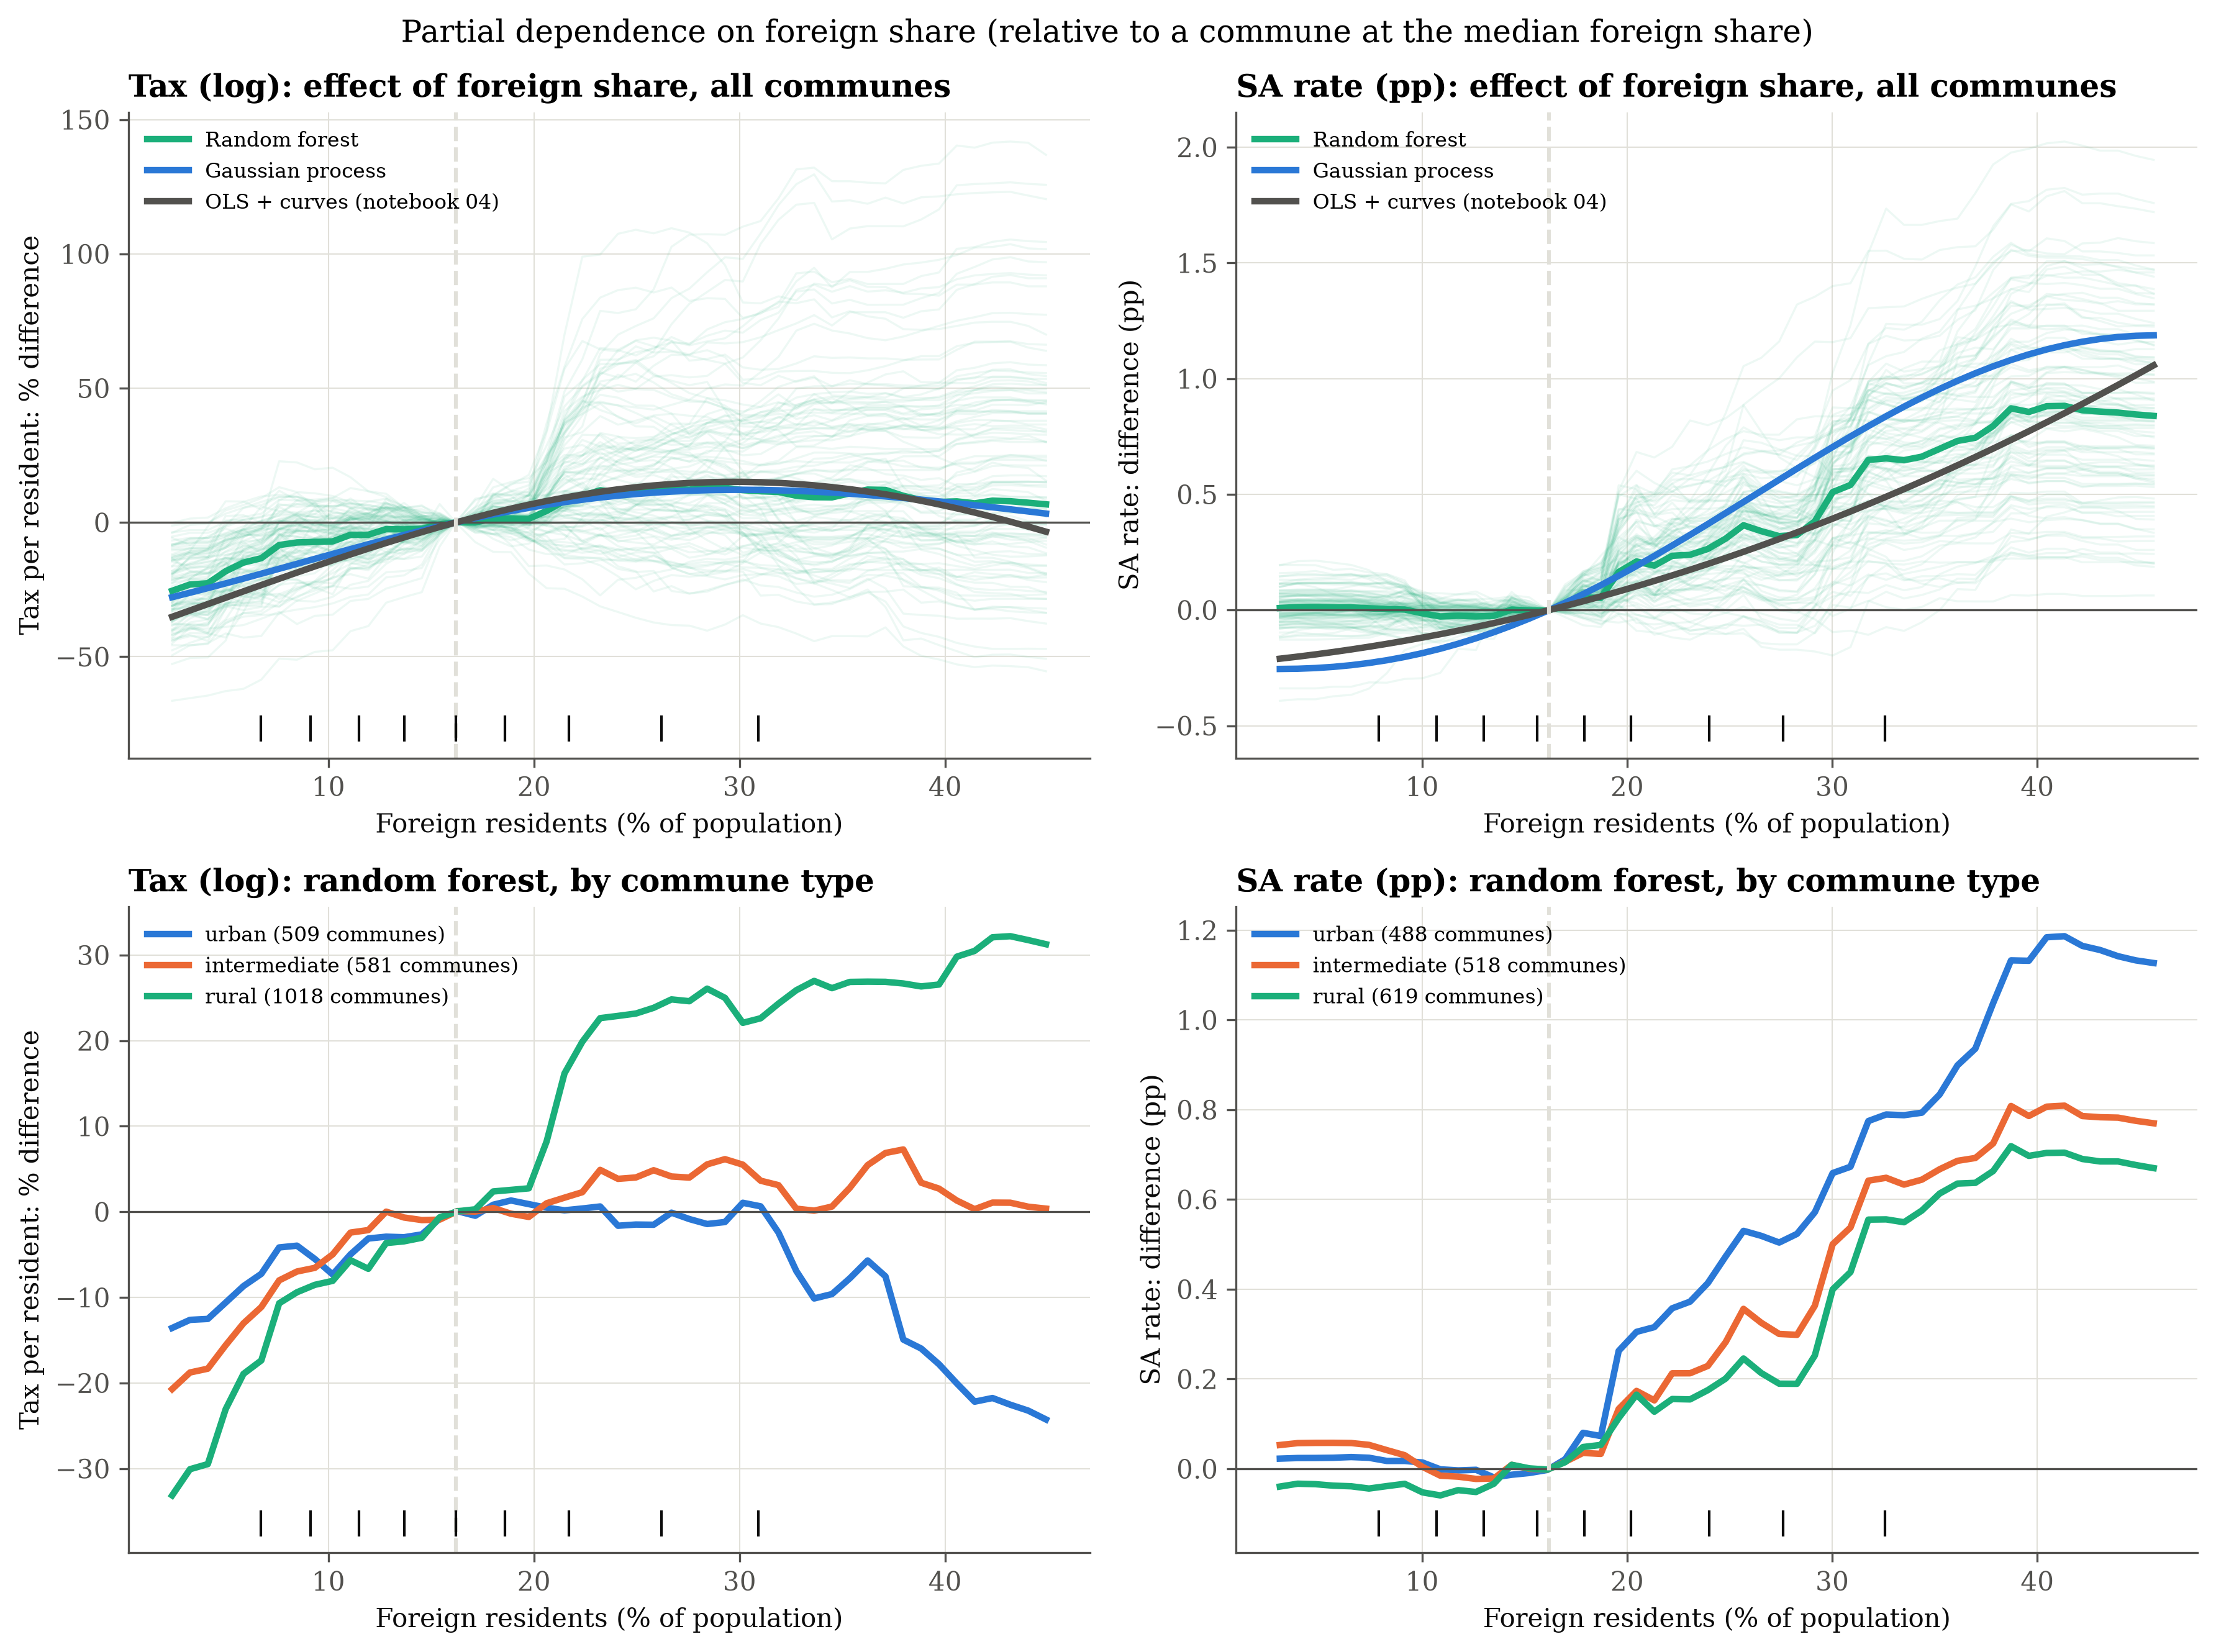 Partial dependence on foreign share (relative to a commune at the median foreign share)
Tax (log): effect of foreign share, all communes
150
100
50
0
−50
10
20
30
40
Tax per resident: % difference
Foreign residents (% of population)
Random forest
Gaussian process
OLS + curves (notebook 04)
SA rate (pp): effect of foreign share, all communes
2.0
1.5
1.0
0.5
0.0
−0.5
10
20
30
40
SA rate: difference (pp)
Foreign residents (% of population)
Random forest
Gaussian process
OLS + curves (notebook 04)
Tax (log): random forest, by commune type
30
20
10
0
−10
−20
−30
10
20
30
40
Tax per resident: % difference
Foreign residents (% of population)
urban (509 communes)
intermediate (581 communes)
rural (1018 communes)
SA rate (pp): random forest, by commune type
1.2
1.0
0.8
0.6
0.4
0.2
0.0
10
20
30
40
SA rate: difference (pp)
Foreign residents (% of population)
urban (488 communes)
intermediate (518 communes)
rural (619 communes)